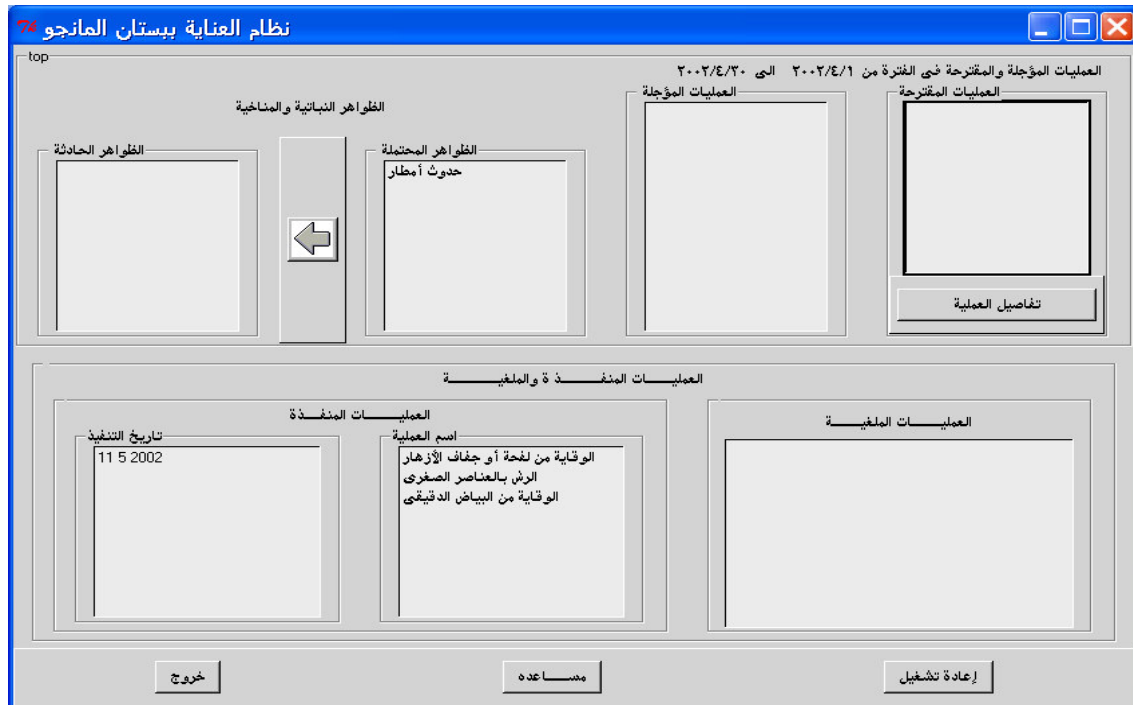 نظام العناية ببستان المانجو
top
العمليات المؤجلة والمقترحة فى الفترة من ٢٠٠٢/٤/١ الى ٢٠٠٢/٤/٣٠
العمليات المقترحة
العمليات المؤجلة
الظواهر النباتية والمناخية
الظواهر المحتملة
الظواهر الحادثة
حدوث أمطار
تفاصيل العملية
العمليـــــات المنفــــــذ ة والملغيـــــــة
العمليـــــات الملغيـــــة
العمليـــــات المنفـــذة
اسم العملية
تاريخ التنفيذ
الوقاية من لفحة أو جفاف الأزهار
11 5 2002
الرش بالعناصر الصغرى
الوقاية من البياض الدقيقى
إعادة تشغيل
مســــاعده
خروج